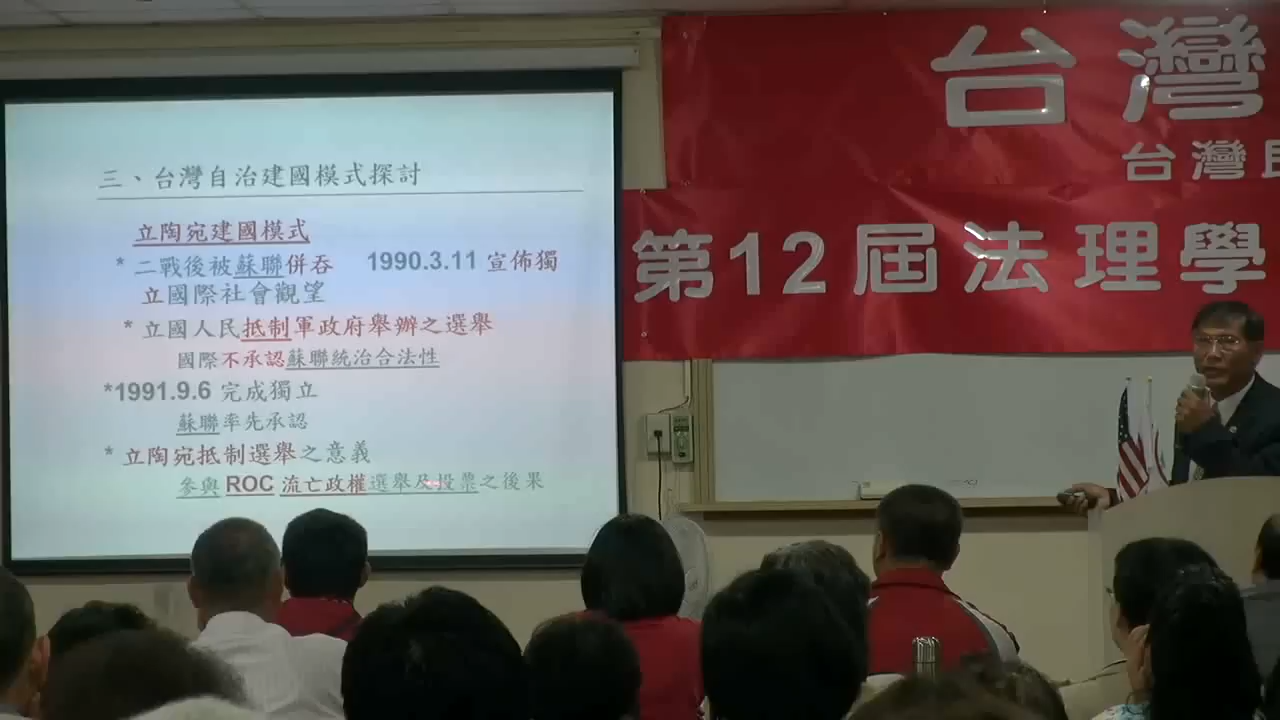 三、台灣自治建國模式探討
立陶宛建國模式
* 二戰後被蘇聯併吞 1990.3.11 宣佈獨
立國際社會觀望
* 立國人民抵制軍政府舉辦之選舉
國際不承認蘇聯統治合法性
*1991.9.6 完成獨立
蘇聯率先承認
* 立陶宛抵制選舉之意義
參與 ROC 流亡政權選舉及投票之後果
台灣
台灣民
第12屆法理學